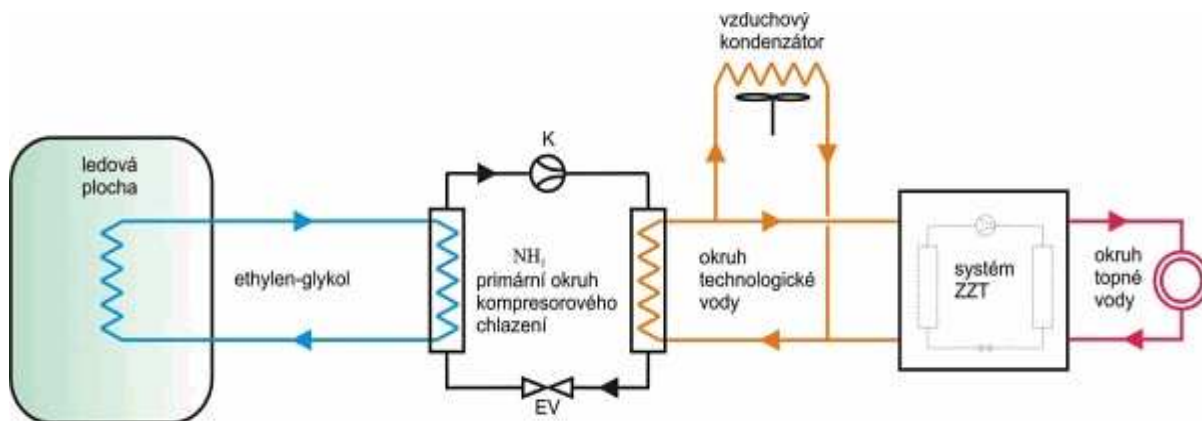 vzduchový
kondenzátor
K
ledová
plocha
ethylen-glykol
NH₃
primární okruh
kompresorového
chlazení
okruh
technologické
vody
systém
ZZT
okruh
topné
vody
EV